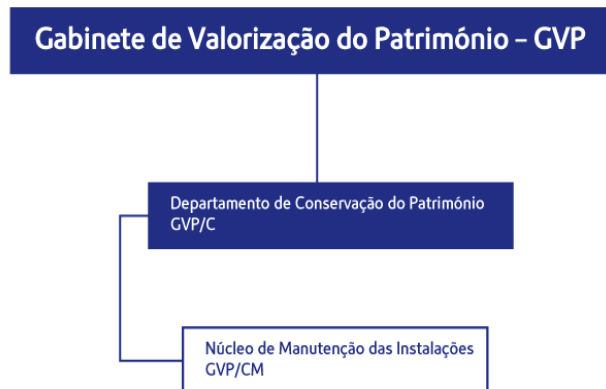 Gabinete de Valorização do Património – GVP
Departamento de Conservação do Património
GVP/C
Núcleo de Manutenção das Instalações
GVP/CM